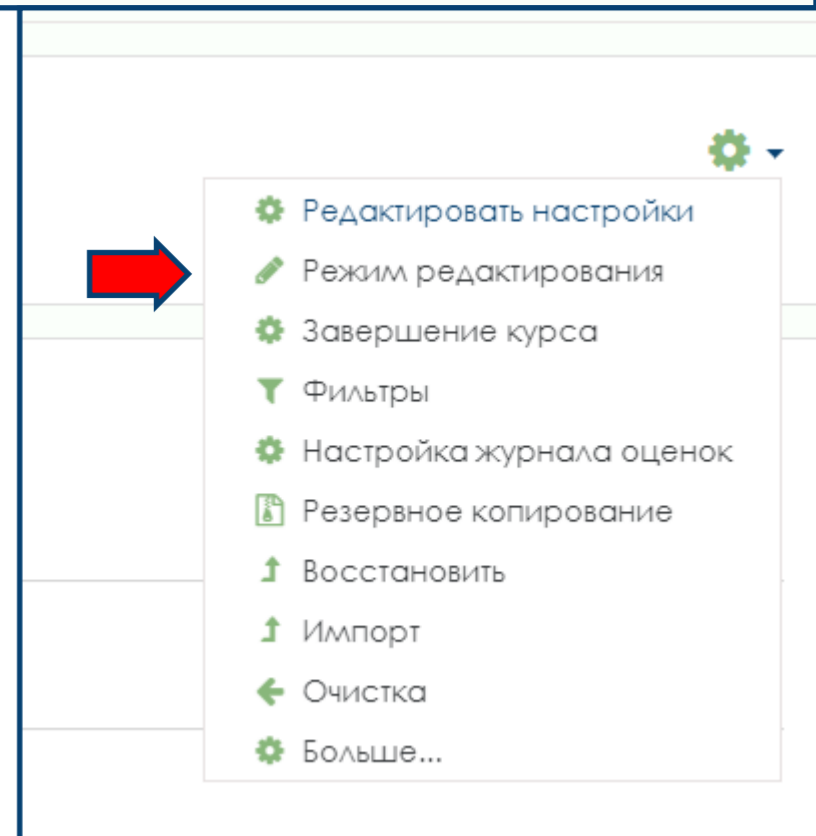 Редактировать настройки
Режим редактирования
Завершение курса
Фильтры
Настройка журнала оценок
Резервное копирование
Восстановить
Импорт
Очистка
Больше...